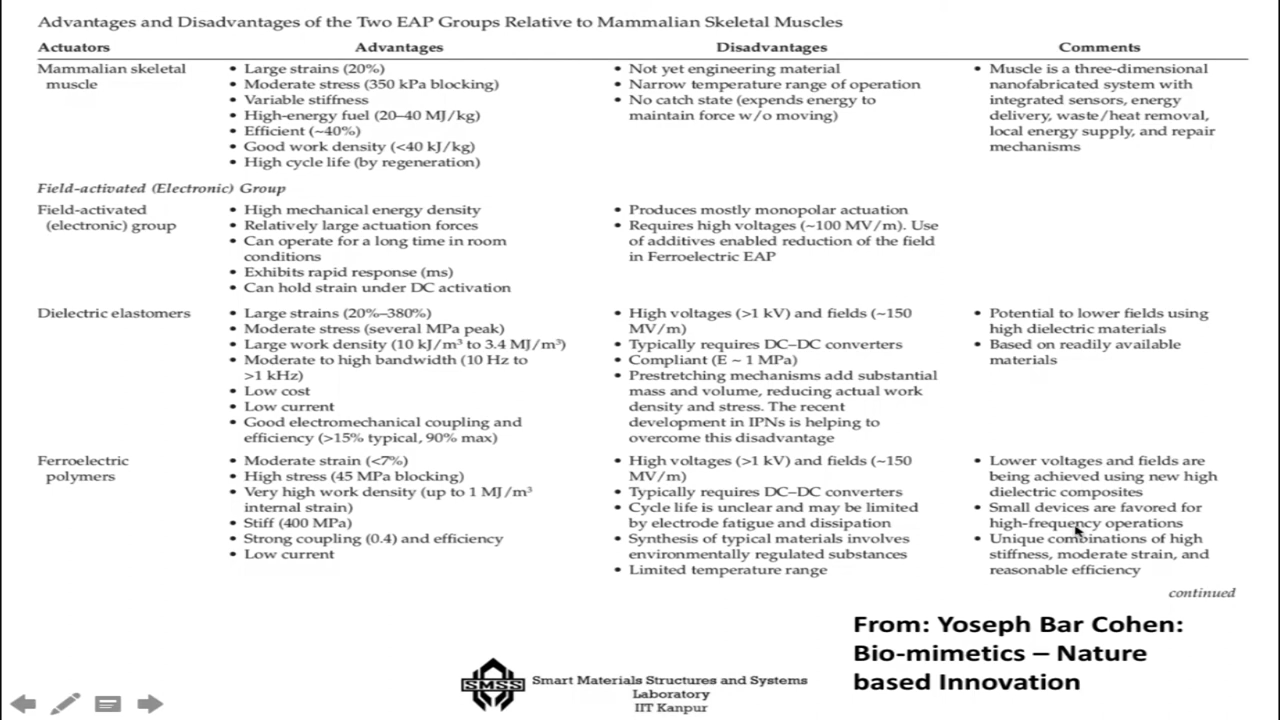 Advantages and Disadvantages of the Two EAP Groups Relative to Mammalian Skeletal Muscles
Actuators Advantages Disadvantages Comments
Mammalian skeletal
muscle
• Large strains (20%)
• Moderate stress (350 kPa blocking)
• Variable stiffness
• High-energy fuel (20–40 MJ/kg)
• Efficient (~40%)
• Good work density (<40 kJ/kg)
• High cycle life (by regeneration)
• Not yet engineering material
• Narrow temperature range of operation
• No catch state (expends energy to
maintain force w/o moving)
• Muscle is a three-dimensional
nanofabricated system with
integrated sensors, energy
delivery, waste/heat removal,
local energy supply, and repair
mechanisms
Field-activated (Electronic) Group
Field-activated
(electronic) group
• High mechanical energy density
• Relatively large actuation forces
• Can operate for a long time in room
conditions
• Exhibits rapid response (ms)
• Can hold strain under DC activation
• Produces mostly monopolar actuation
• Requires high voltages (~100 MV/m). Use
of additives enabled reduction of the field
in Ferroelectric EAP
Dielectric elastomers
• Large strains (20%–380%)
• Moderate stress (several MPa peak)
• Large work density (10 kJ/m³ to 3.4 MJ/m³)
• Moderate to high bandwidth (10 Hz to
>1 kHz)
• Low cost
• Low current
• Good electromechanical coupling and
efficiency (>15% typical, 90% max)
• High voltages (>1 kV) and fields (~150
MV/m)
• Typically requires DC–DC converters
• Compliant (E ~ 1 MPa)
• Prestretching mechanisms add substantial
mass and volume, reducing actual work
density and stress. The recent
development in IPNs is helping to
overcome this disadvantage
• Potential to lower fields using
high dielectric materials
• Based on readily available
materials
Ferroelectric
polymers
• Moderate strain (<7%)
• High stress (45 MPa blocking)
• Very high work density (up to 1 MJ/m³
internal strain)
• Stiff (400 MPa)
• Strong coupling (0.4) and efficiency
• Low current
• High voltages (>1 kV) and fields (~150
MV/m)
• Typically requires DC–DC converters
• Cycle life is unclear and may be limited
by electrode fatigue and dissipation
• Synthesis of typical materials involves
environmentally regulated substances
• Limited temperature range
• Lower voltages and fields are
being achieved using new high
dielectric composites
• Small devices are favored for
high-frequency operations
• Unique combinations of high
stiffness, moderate strain, and
reasonable efficiency
continued
From: Yoseph Bar Cohen:
Bio-mimetics – Nature
based Innovation
SMSS
Smart Materials Structures and Systems
Laboratory
IIT Kanpur